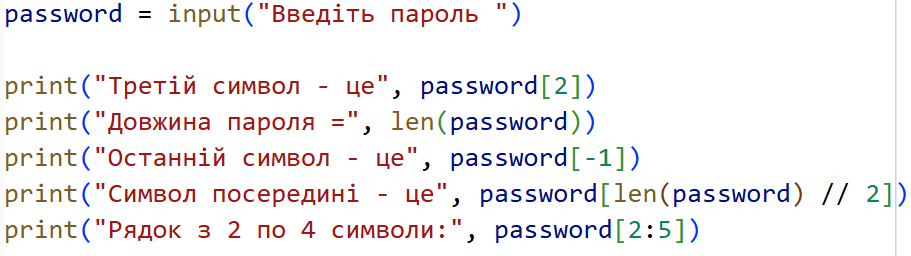 password = input("Введіть пароль ")
print("Третій символ - це", password[2])
print("Довжина пароля =", len(password))
print("Останній символ - це", password[-1])
print("Символ посередині - це", password[len(password) // 2])
print("Рядок з 2 по 4 символи:", password[2:5])